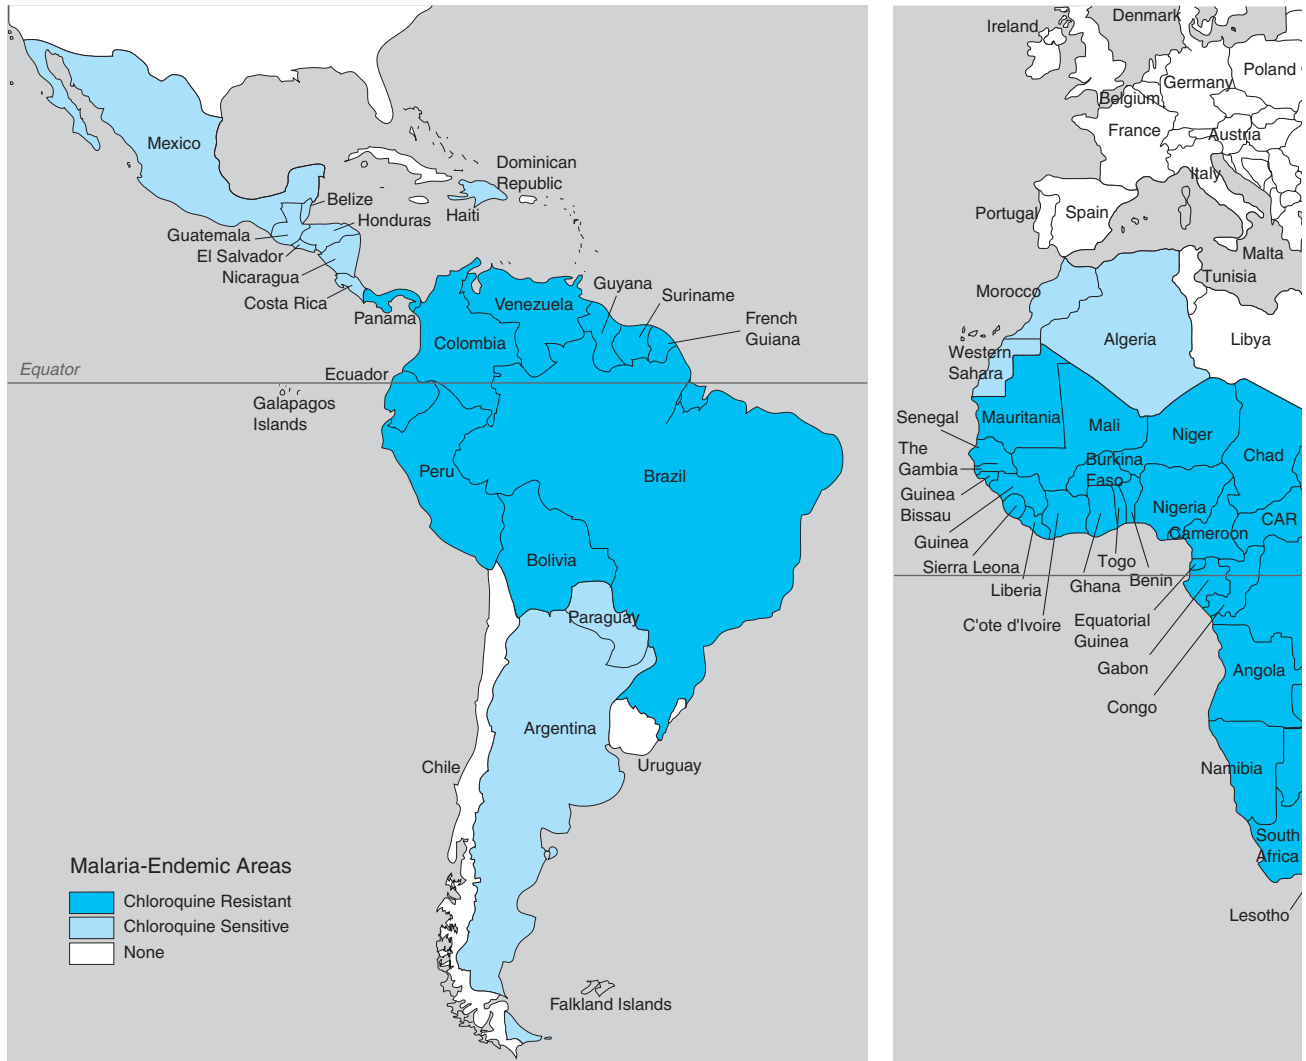 Mexico
Dominican
Republic
Belize
Haiti
Honduras
Guatemala
El Salvador
Nicaragua
Costa Rica
Panama
Venezuela
Guyana
Suriname
French
Guiana
Colombia
Equator
Ecuador
Galapagos
Islands
Peru
Brazil
Bolivia
Paraguay
Argentina
Chile
Uruguay
Falkland Islands
Malaria-Endemic Areas
Chloroquine Resistant
Chloroquine Sensitive
None
Ireland
Denmark
Poland
Germany
Belgium
France
Austria
Italy
Portugal
Spain
Malta
Tunisia
Morocco
Algeria
Libya
Western
Sahara
Mauritania
Mali
Niger
Chad
Senegal
The
Gambia
Burkina
Faso
Guinea
Bissau
Nigeria
CAR
Cameroon
Guinea
Sierra Leona
Togo
Benin
Liberia
Ghana
C'ote d'Ivoire
Equatorial
Guinea
Gabon
Congo
Angola
Namibia
South
Africa
Lesotho